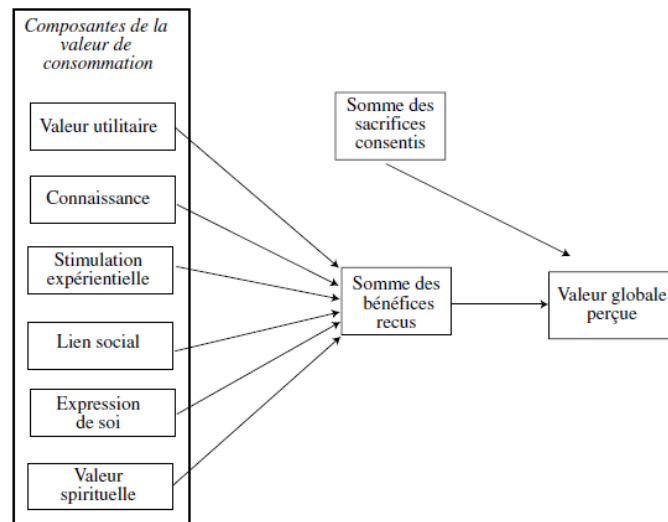 Composantes de la
valeur de
consommation
Valeur utilitaire
Connaissance
Stimulation
expérientielle
Lien social
Expression
de soi
Valeur
spirituelle
Somme des
sacrifices
consentis
Somme des
bénéfices
recus
Valeur globale
perçue